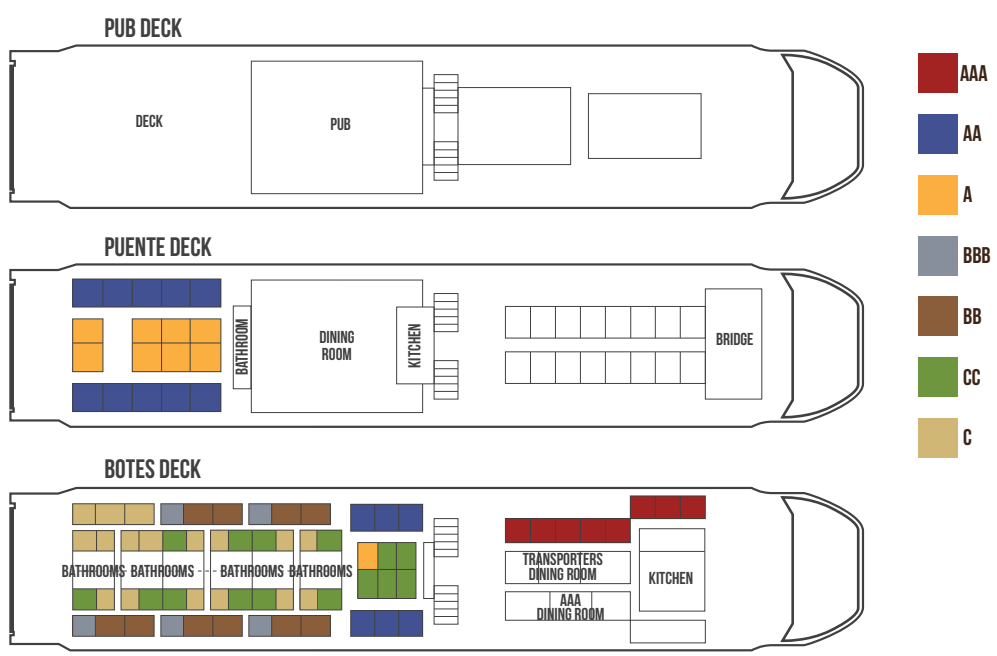 PUB DECK
DECK
PUB
PUENTE DECK
BATHROOM
DINING
ROOM
KITCHEN
BRIDGE
BOTES DECK
BATHROOMS
BATHROOMS
BATHROOMS
BATHROOMS
TRANSPORTERS
DINING ROOM
AAA
DINING ROOM
KITCHEN
AAA
AA
A
BBB
BB
CC
C